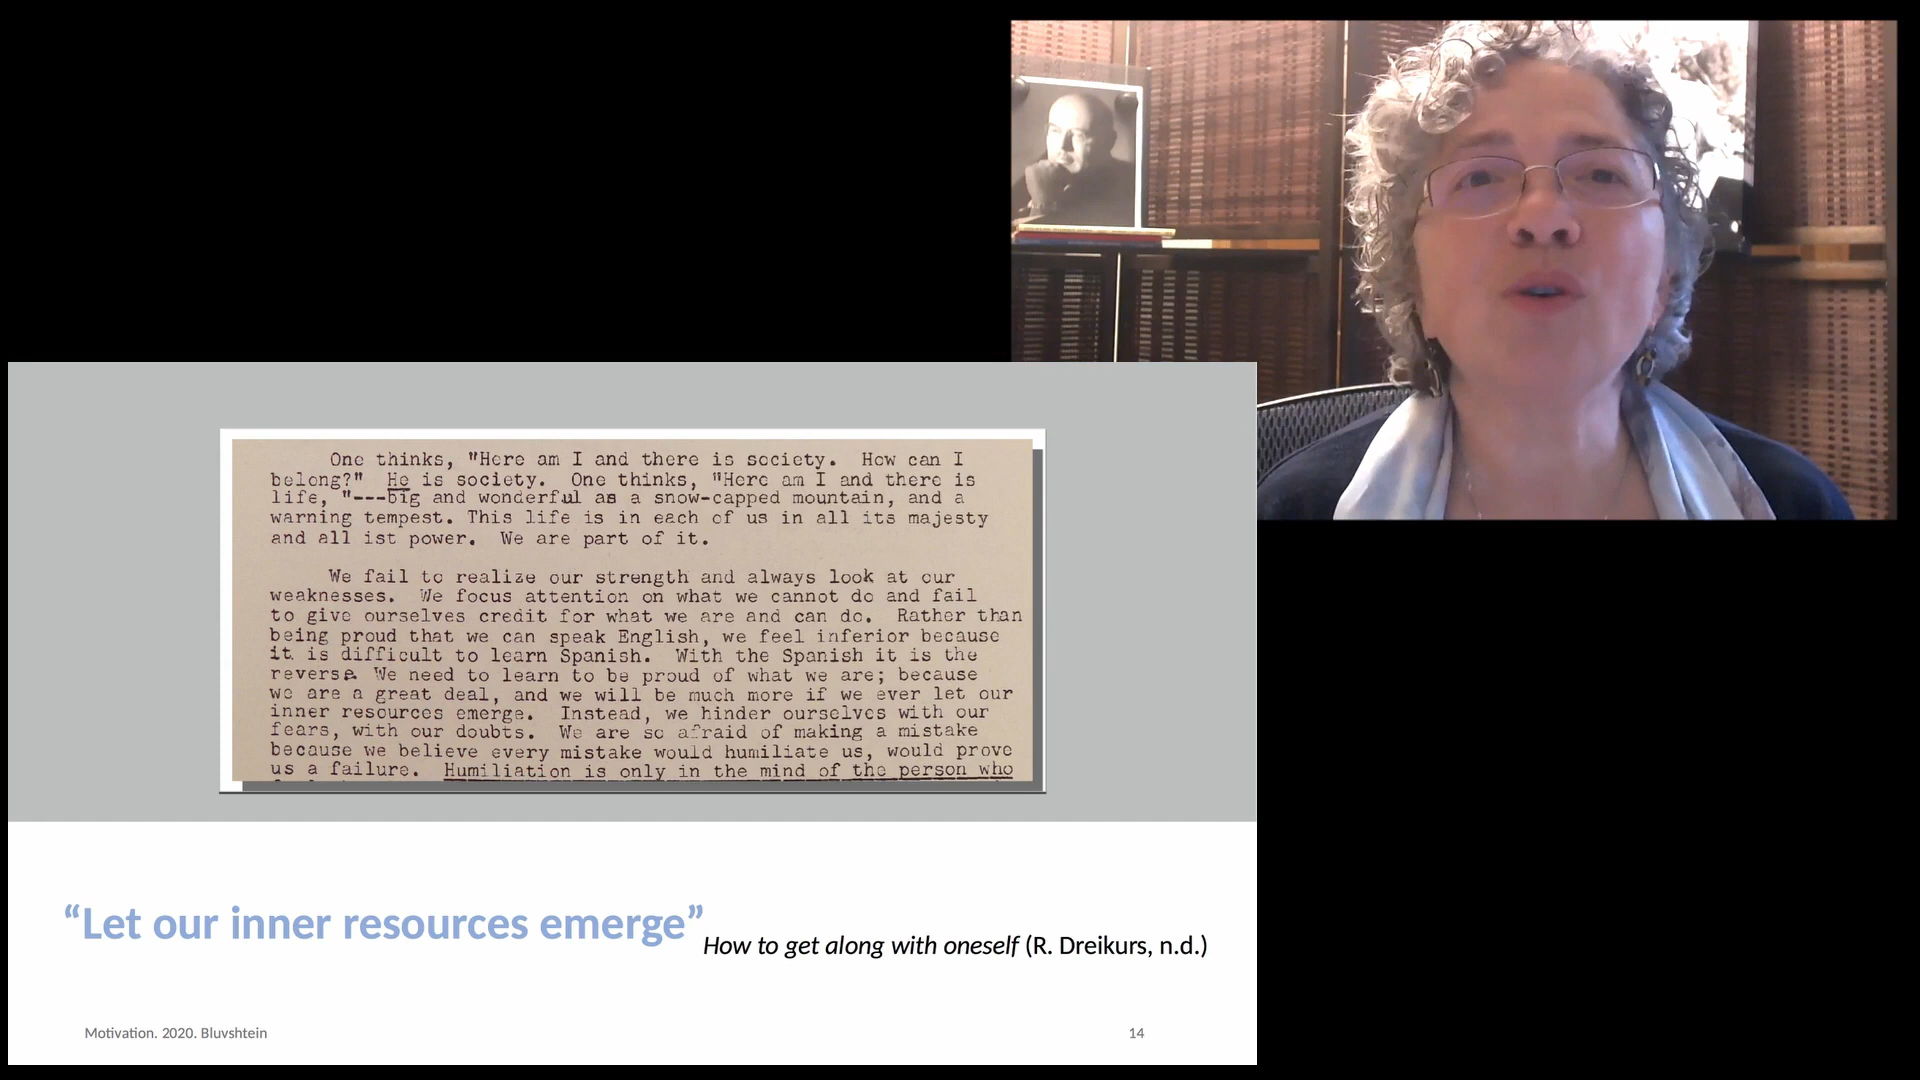 One thinks, "Here am I and there is society. How can I
belong?" He is society. One thinks, "Here am I and there is
life, "---big and wonderful as a snow-capped mountain, and a
warning tempest. This life is in each of us in all its majesty
and all ist power. We are part of it.
We fail to realize our strength and always look at our
weaknesses. We focus attention on what we cannot do and fail
to give ourselves credit for what we are and can do. Rather than
being proud that we can speak English, we feel inferior because
it is difficult to learn Spanish. With the Spanish it is the
reverse. We need to learn to be proud of what we are; because
we are a great deal, and we will be much more if we ever let our
inner resources emerge. Instead, we hinder ourselves with our
fears, with our doubts. We are so afraid of making a mistake
because we believe every mistake would humiliate us, would prove
us a failure. Humiliation is only in the mind of the person who
“Let our inner resources emerge”
How to get along with oneself (R. Dreikurs, n.d.)
Motivation. 2020. Bluvshtein
14